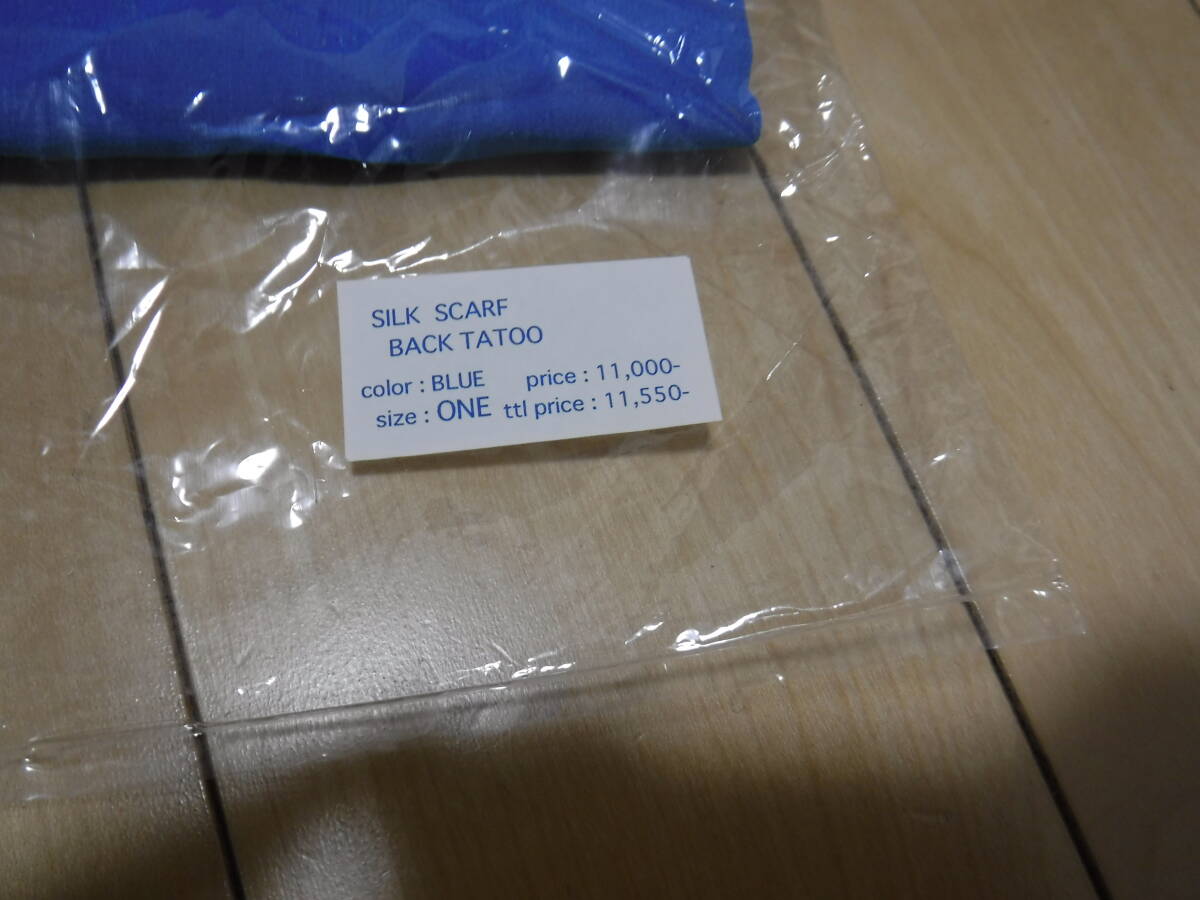 SILK SCARF
BACK TATOO
color : BLUE price : 11,000-
size : ONE ttl price : 11,550-